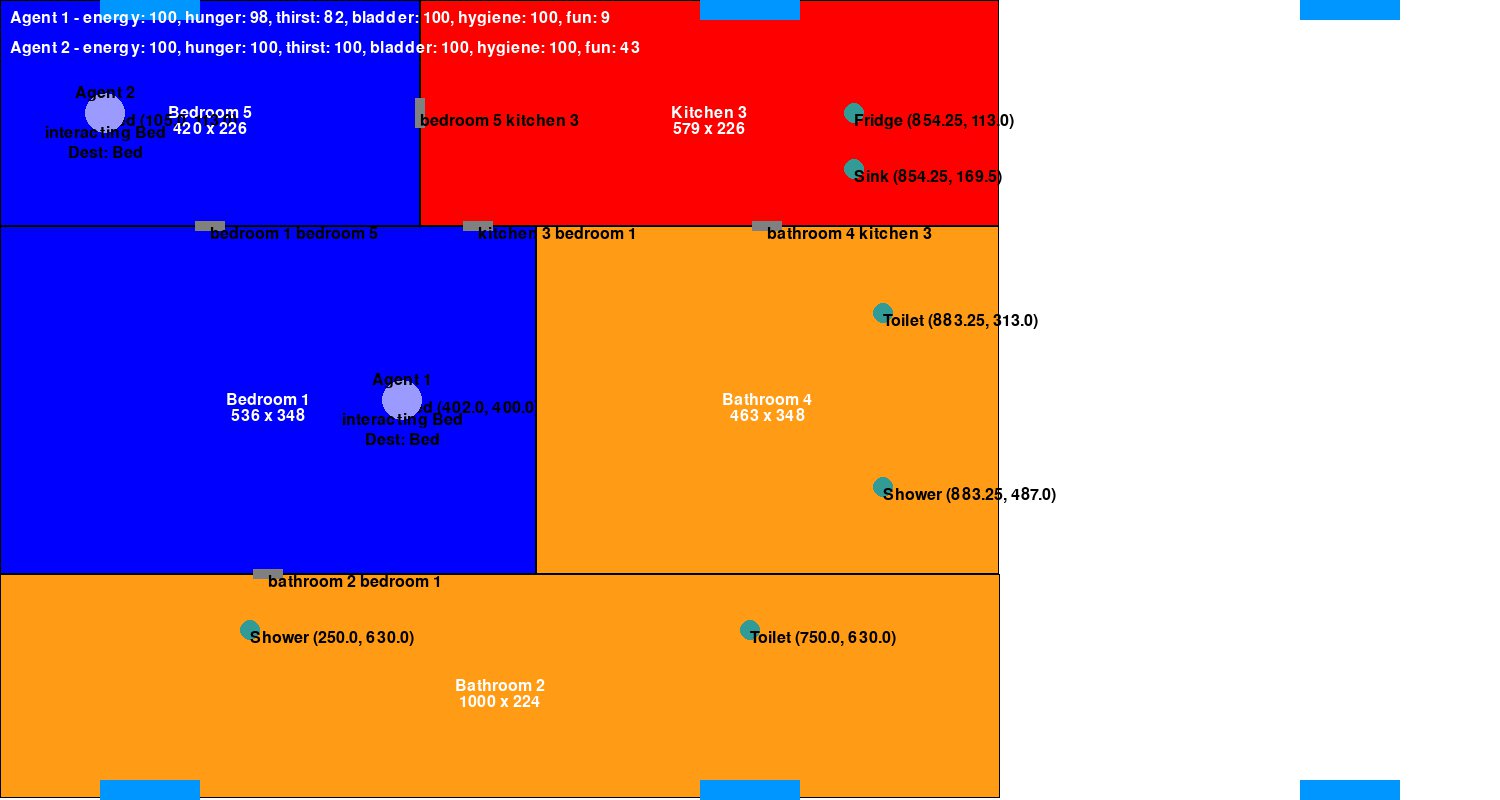 Agent 1 - energy: 100, hunger: 98, thirst: 82, bladder: 100, hygiene: 100, fun: 9
Agent 2 - energy: 100, hunger: 100, thirst: 100, bladder: 100, hygiene: 100, fun: 43
Agent 2
Bedroom 5
420 x 226
interacting Bed
Dest: Bed
bedroom 5 kitchen 3
Kitchen 3
579 x 226
Fridge (854.25, 113.0)
Sink (854.25, 169.5)
bedroom 1 bedroom 5
kitchen 3 bedroom 1
bathroom 4 kitchen 3
Toilet (883.25, 313.0)
Agent 1
Bedroom 1
536 x 348
d (402.0, 400.0
interacting Bed
Dest: Bed
Bathroom 4
463 x 348
Shower (883.25, 487.0)
bathroom 2 bedroom 1
Shower (250.0, 630.0)
Toilet (750.0, 630.0)
Bathroom 2
1000 x 224